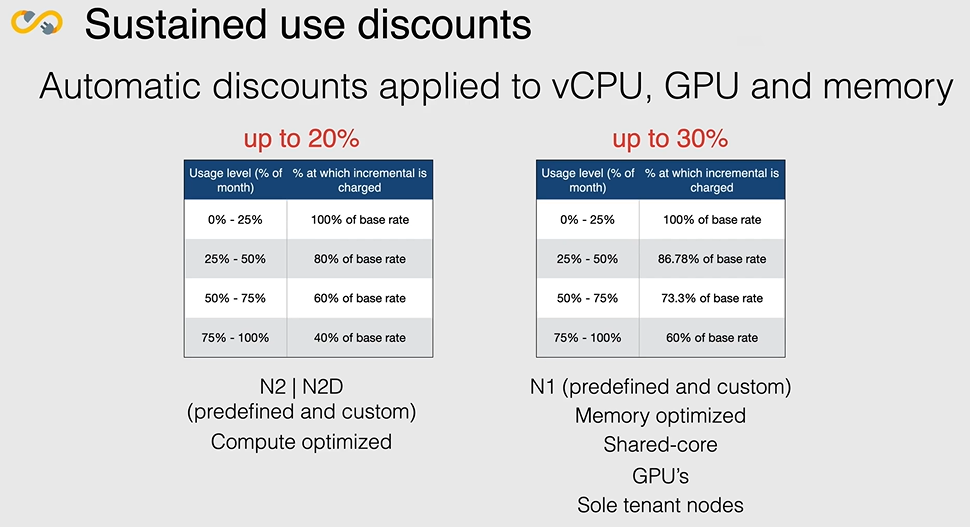 Sustained use discounts
Automatic discounts applied to vCPU, GPU and memory
up to 20%
Usage level (% of month) % at which incremental is charged
0% - 25% 100% of base rate
25% - 50% 80% of base rate
50% - 75% 60% of base rate
75% - 100% 40% of base rate
N2 | N2D
(predefined and custom)
Compute optimized
up to 30%
Usage level (% of month) % at which incremental is charged
0% - 25% 100% of base rate
25% - 50% 86.78% of base rate
50% - 75% 73.3% of base rate
75% - 100% 60% of base rate
N1 (predefined and custom)
Memory optimized
Shared-core
GPU's
Sole tenant nodes